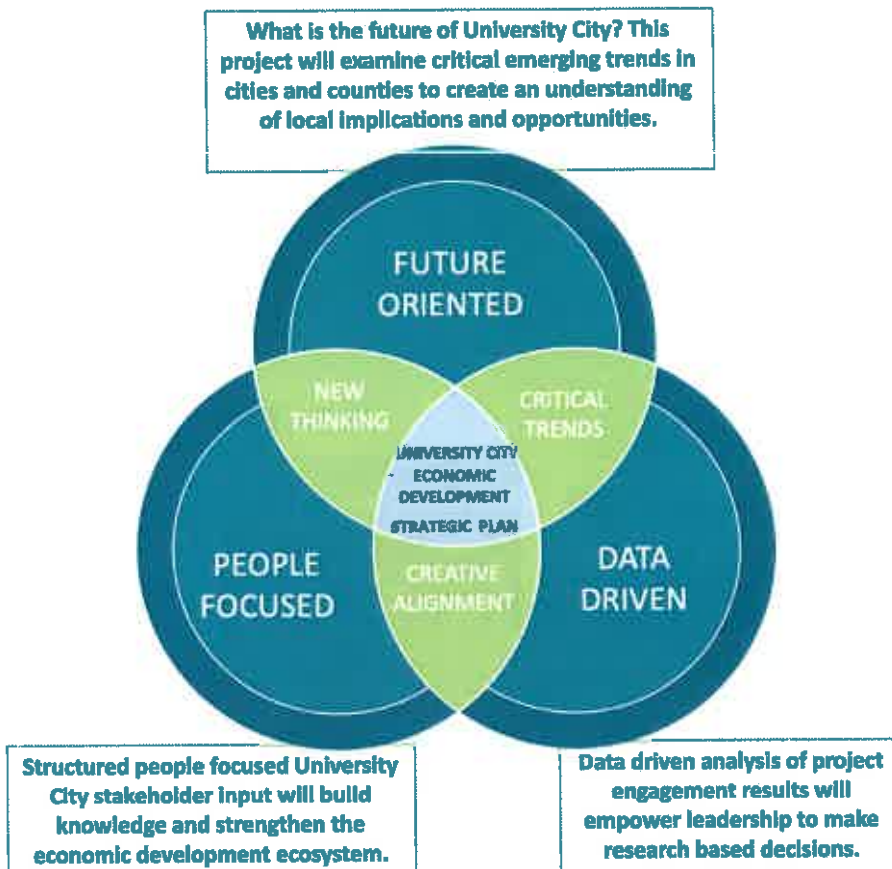 What is the future of University City? This
project will examine critical emerging trends in
cities and counties to create an understanding
of local implications and opportunities.
FUTURE
ORIENTED
NEW
THINKING
CRITICAL
TRENDS
UNIVERSITY CITY
ECONOMIC
DEVELOPMENT
STRATEGIC PLAN
PEOPLE
FOCUSED
CREATIVE
ALIGNMENT
DATA
DRIVEN
Structured people focused University
City stakeholder input will build
knowledge and strengthen the
economic development ecosystem.
Data driven analysis of project
engagement results will
empower leadership to make
research based decisions.